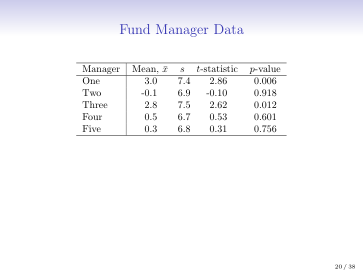 Fund Manager Data
Manager Mean, x̄ s t-statistic p-value
One 3.0 7.4 2.86 0.006
Two -0.1 6.9 -0.10 0.918
Three 2.8 7.5 2.62 0.012
Four 0.5 6.7 0.53 0.601
Five 0.3 6.8 0.31 0.756
20 / 38